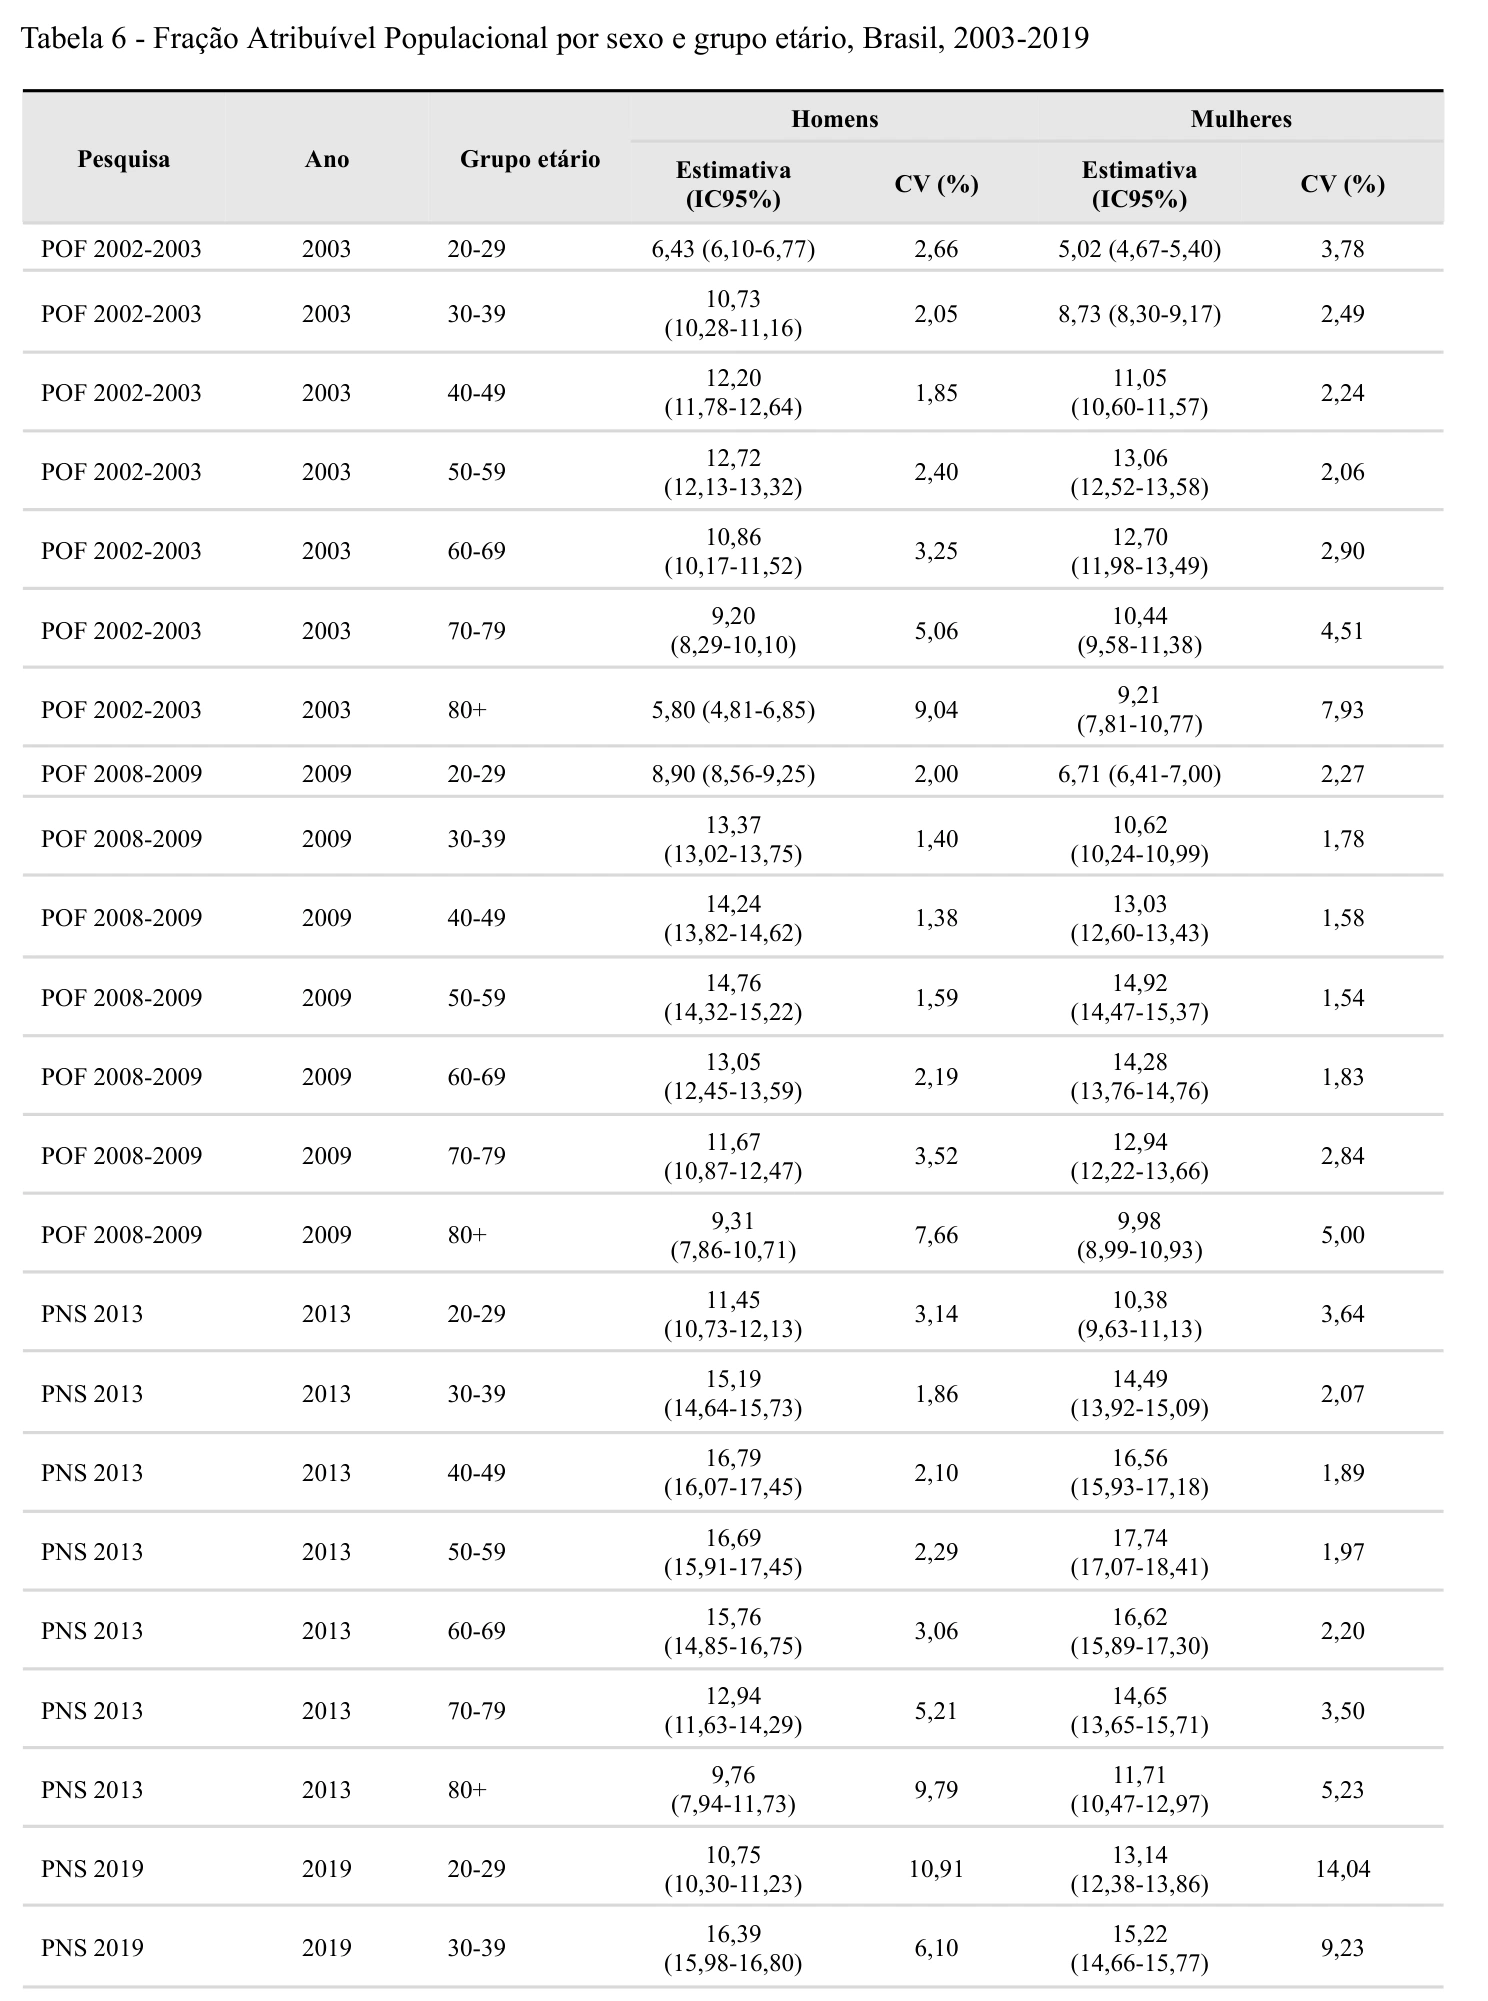 Tabela 6 - Fração Atribuível Populacional por sexo e grupo etário, Brasil, 2003-2019
Pesquisa Ano Grupo etário Homens Mulheres
Estimativa (IC95%) CV (%) Estimativa (IC95%) CV (%)
POF 2002-2003 2003 20-29 6,43 (6,10-6,77) 2,66 5,02 (4,67-5,40) 3,78
POF 2002-2003 2003 30-39 10,73 (10,28-11,16) 2,05 8,73 (8,30-9,17) 2,49
POF 2002-2003 2003 40-49 12,20 (11,78-12,64) 1,85 11,05 (10,60-11,57) 2,24
POF 2002-2003 2003 50-59 12,72 (12,13-13,32) 2,40 13,06 (12,52-13,58) 2,06
POF 2002-2003 2003 60-69 10,86 (10,17-11,52) 3,25 12,70 (11,98-13,49) 2,90
POF 2002-2003 2003 70-79 9,20 (8,29-10,10) 5,06 10,44 (9,58-11,38) 4,51
POF 2002-2003 2003 80+ 5,80 (4,81-6,85) 9,04 9,21 (7,81-10,77) 7,93
POF 2008-2009 2009 20-29 8,90 (8,56-9,25) 2,00 6,71 (6,41-7,00) 2,27
POF 2008-2009 2009 30-39 13,37 (13,02-13,75) 1,40 10,62 (10,24-10,99) 1,78
POF 2008-2009 2009 40-49 14,24 (13,82-14,62) 1,38 13,03 (12,60-13,43) 1,58
POF 2008-2009 2009 50-59 14,76 (14,32-15,22) 1,59 14,92 (14,47-15,37) 1,54
POF 2008-2009 2009 60-69 13,05 (12,45-13,59) 2,19 14,28 (13,76-14,76) 1,83
POF 2008-2009 2009 70-79 11,67 (10,87-12,47) 3,52 12,94 (12,22-13,66) 2,84
POF 2008-2009 2009 80+ 9,31 (7,86-10,71) 7,66 9,98 (8,99-10,93) 5,00
PNS 2013 2013 20-29 11,45 (10,73-12,13) 3,14 10,38 (9,63-11,13) 3,64
PNS 2013 2013 30-39 15,19 (14,64-15,73) 1,86 14,49 (13,92-15,09) 2,07
PNS 2013 2013 40-49 16,79 (16,07-17,45) 2,10 16,56 (15,93-17,18) 1,89
PNS 2013 2013 50-59 16,69 (15,91-17,45) 2,29 17,74 (17,07-18,41) 1,97
PNS 2013 2013 60-69 15,76 (14,85-16,75) 3,06 16,62 (15,89-17,30) 2,20
PNS 2013 2013 70-79 12,94 (11,63-14,29) 5,21 14,65 (13,65-15,71) 3,50
PNS 2013 2013 80+ 9,76 (7,94-11,73) 9,79 11,71 (10,47-12,97) 5,23
PNS 2019 2019 20-29 10,75 (10,30-11,23) 10,91 13,14 (12,38-13,86) 14,04
PNS 2019 2019 30-39 16,39 (15,98-16,80) 6,10 15,22 (14,66-15,77) 9,23